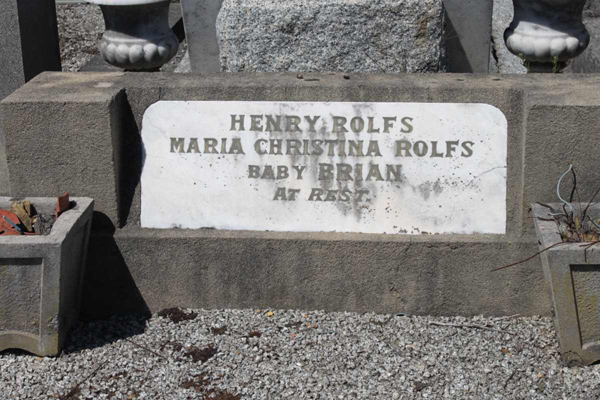 HENRY ROLFS
MARIA CHRISTINA ROLFS
BABY BRIAN
AT REST.